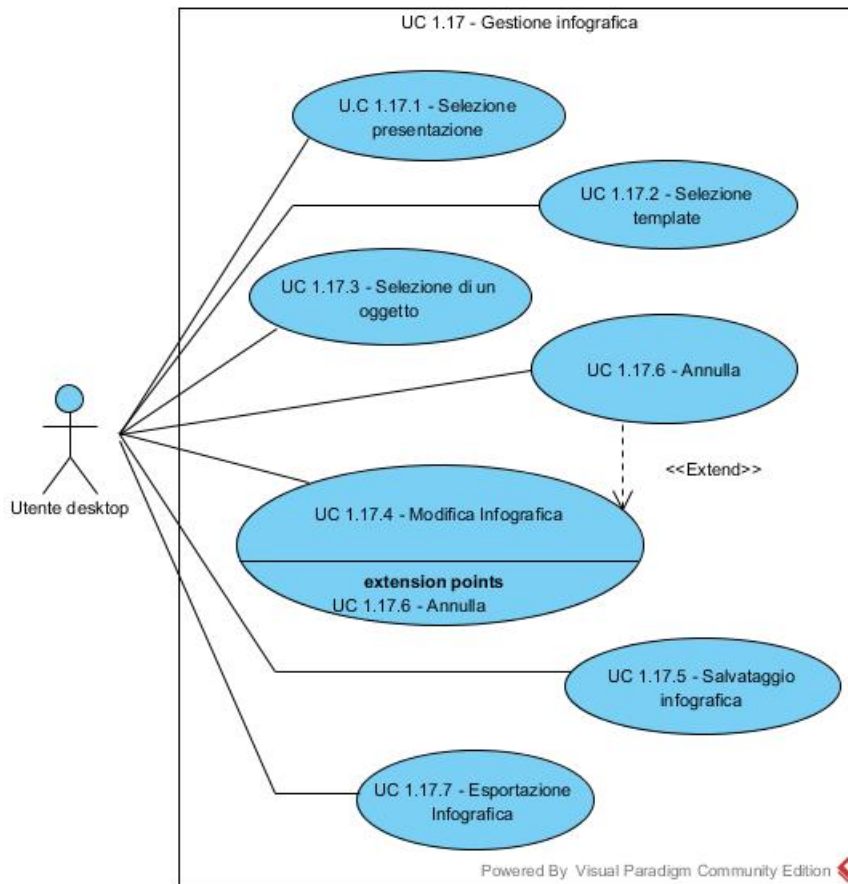 UC 1.17 - Gestione infografica
U.C 1.17.1 - Selezione
presentazione
UC 1.17.2 - Selezione
template
UC 1.17.3 - Selezione di un
oggetto
UC 1.17.6 - Annulla
<<Extend>>
Utente desktop
UC 1.17.4 - Modifica Infografica
extension points
UC 1.17.6 - Annulla
UC 1.17.5 - Salvataggio
infografica
UC 1.17.7 - Esportazione
Infografica
Powered By Visual Paradigm Community Edition